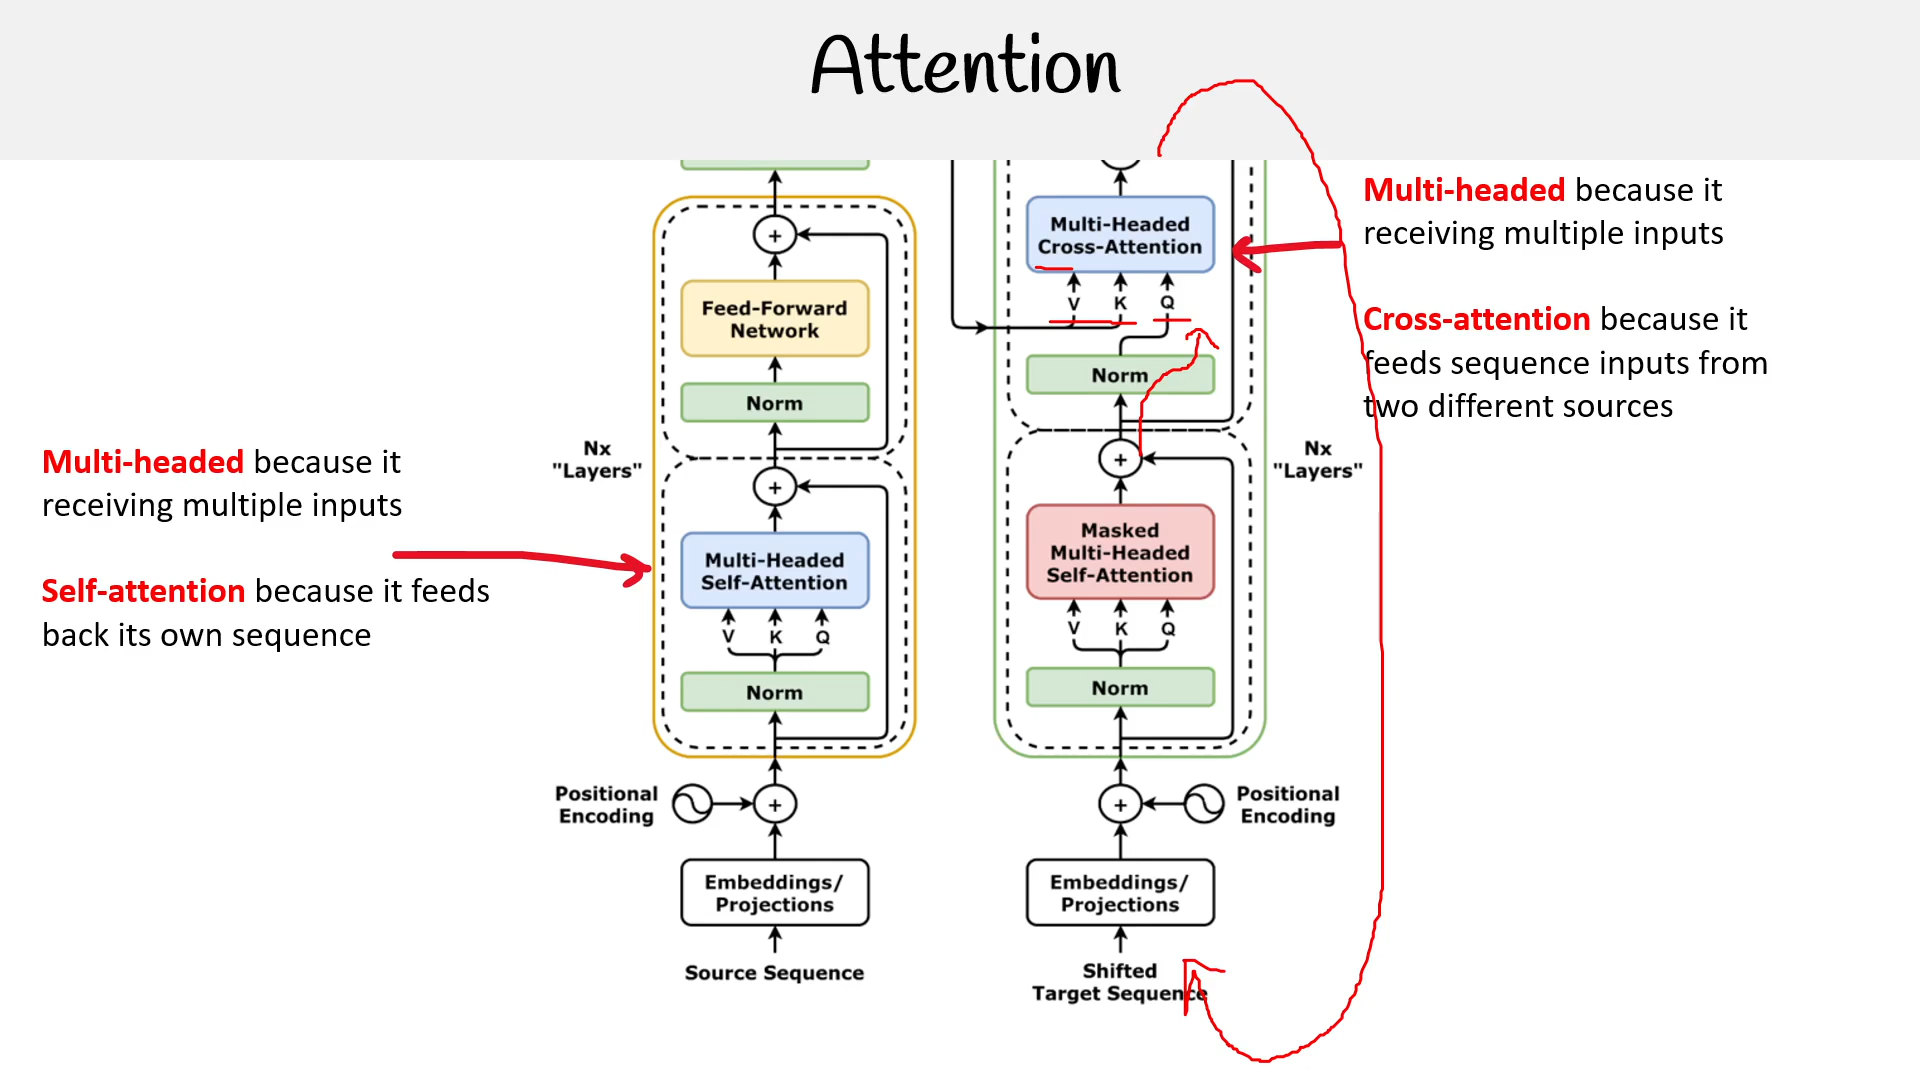 Attention
Multi-headed because it
receiving multiple inputs
Self-attention because it feeds
back its own sequence
+
Feed-Forward
Network
Norm
Nx
"Layers"
+
Multi-Headed
Self-Attention
V K Q
Norm
Positional
Encoding
+
Embeddings/
Projections
Source Sequence
Multi-Headed
Cross-Attention
V K Q
Norm
+
Nx
"Layers"
Masked
Multi-Headed
Self-Attention
V K Q
Norm
+
Positional
Encoding
Embeddings/
Projections
Shifted
Target Sequence
Multi-headed because it
receiving multiple inputs
Cross-attention because it
feeds sequence inputs from
two different sources